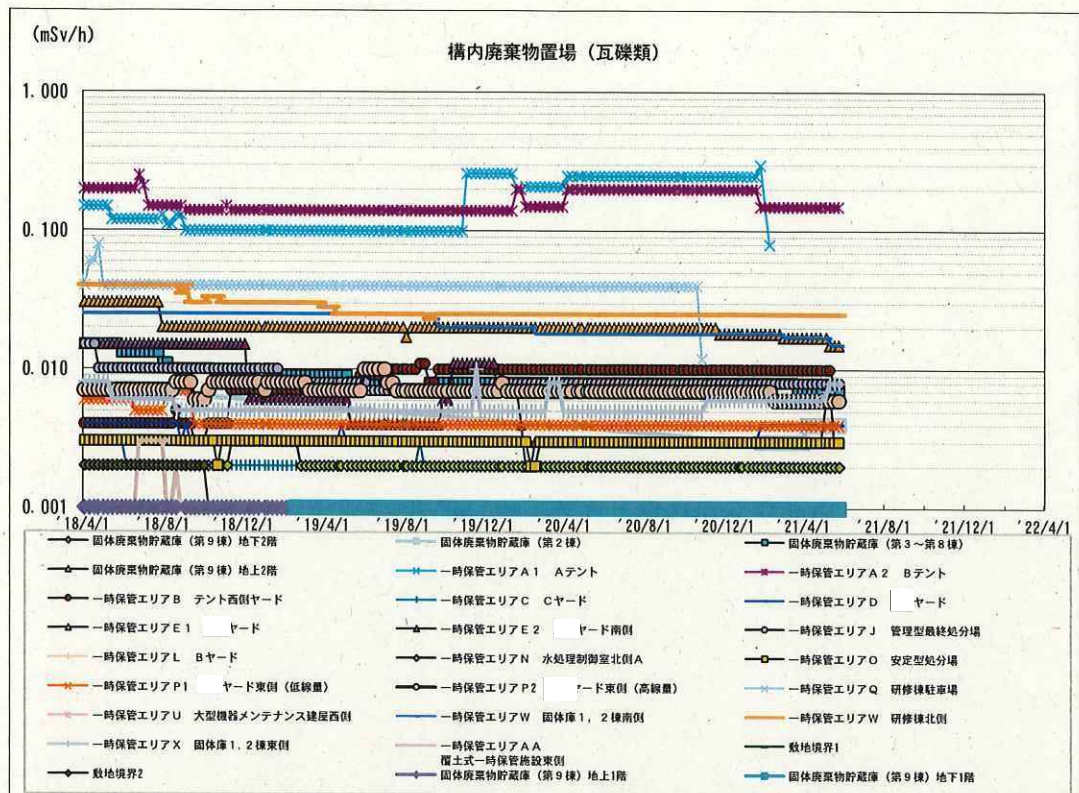 (mSv/h)
構内廃棄物置場 (瓦礫類)
1.000
0.100
0.010
0.001
'18/4/1 '18/8/1 '18/12/1 '19/4/1 '19/8/1 '19/12/1 '20/4/1 '20/8/1 '20/12/1 '21/4/1 '21/8/1 '21/12/1 '22/4/1
固体廃棄物貯蔵庫 (第9棟) 地下2階 固体廃棄物貯蔵庫 (第2棟) 固体廃棄物貯蔵庫 (第3~第8棟)
固体廃棄物貯蔵庫 (第9棟) 地上2階 一時保管エリアA1 Aテント 一時保管エリアA2 Bテント
一時保管エリアB テント西側ヤード 一時保管エリアC Cヤード 一時保管エリアD ヤード
一時保管エリアE1 ヤード 一時保管エリアE2 ヤード南側 一時保管エリアJ 管理型最終処分場
一時保管エリアL Bヤード 一時保管エリアN 水処理制御室北側A 一時保管エリアO 安定型処分場
一時保管エリアP1 ヤード東側 (低線量) 一時保管エリアP2 ヤード東側 (高線量) 一時保管エリアQ 研修棟駐車場
一時保管エリアU 大型機器メンテナンス建屋西側 一時保管エリアW 固体庫1,2棟南側 一時保管エリアW 研修棟北側
一時保管エリアX 固体庫1,2棟東側 一時保管エリアAA 敷地境界1
覆土式一時保管施設東側
敷地境界2 固体廃棄物貯蔵庫 (第9棟) 地上1階 固体廃棄物貯蔵庫 (第9棟) 地下1階